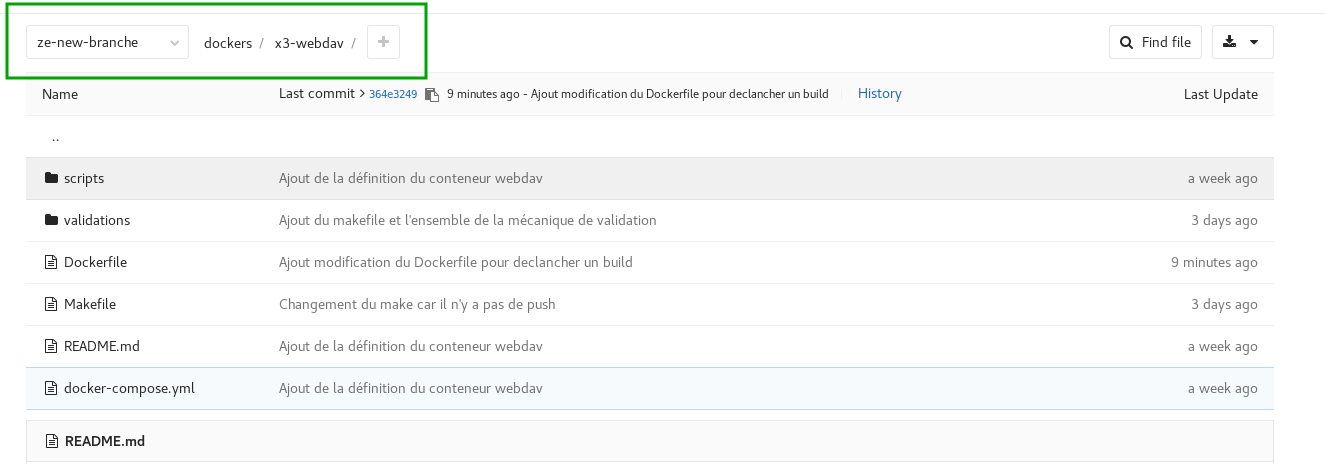 ze-new-branche dockers / x3-webdav / + Find file
Name Last commit > 364e3249 9 minutes ago - Ajout modification du Dockerfile pour declancher un build History Last Update
..
scripts Ajout de la définition du conteneur webdav a week ago
validations Ajout du makefile et l'ensemble de la mécanique de validation 3 days ago
Dockerfile Ajout modification du Dockerfile pour declancher un build 9 minutes ago
Makefile Changement du make car il n'y a pas de push 3 days ago
README.md Ajout de la définition du conteneur webdav a week ago
docker-compose.yml Ajout de la définition du conteneur webdav a week ago
README.md